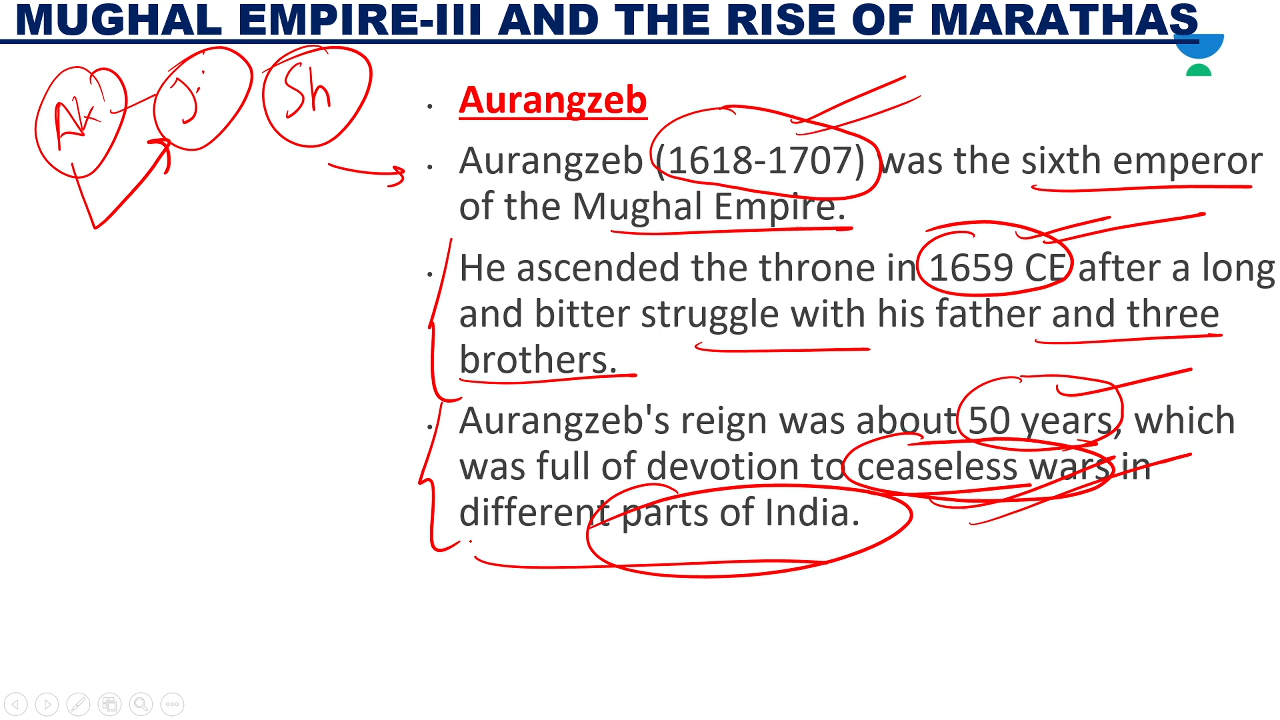 MUGHAL EMPIRE-III AND THE RISE OF MARATHAS
Ak Ji Sh
• Aurangzeb
• Aurangzeb (1618-1707) was the sixth emperor
of the Mughal Empire.
• He ascended the throne in 1659 CE after a long
and bitter struggle with his father and three
brothers.
• Aurangzeb's reign was about 50 years, which
was full of devotion to ceaseless wars in
different parts of India.